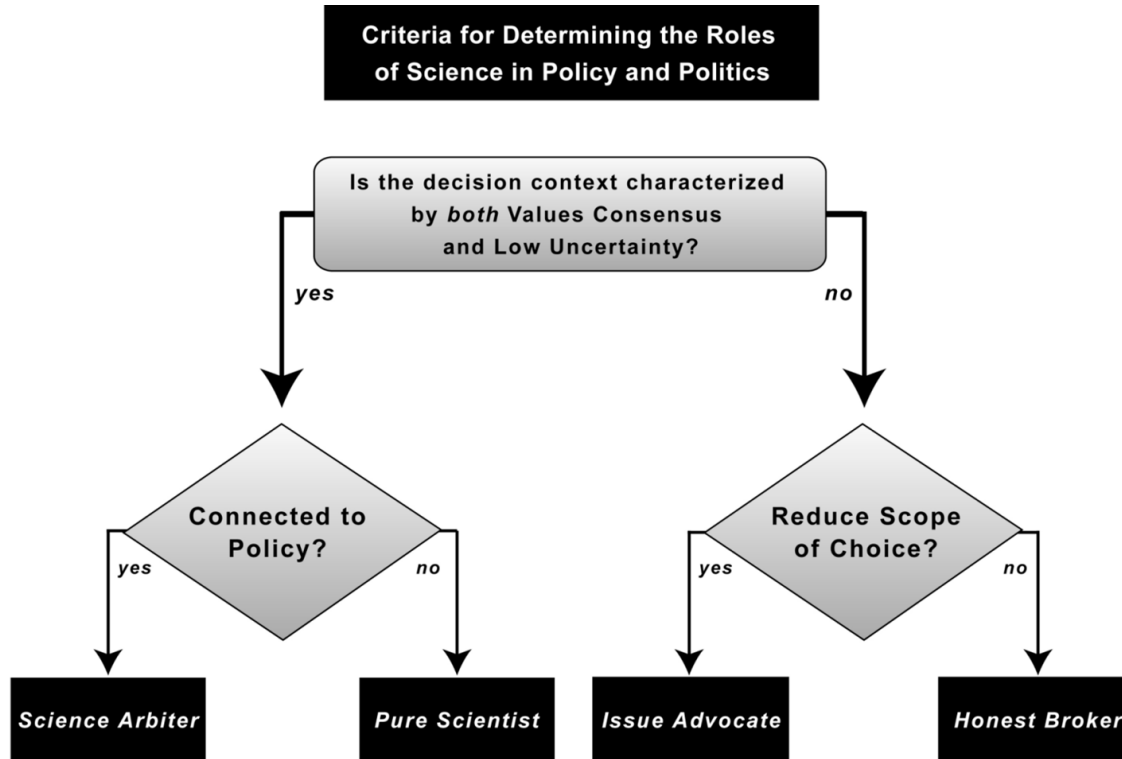 Criteria for Determining the Roles
of Science in Policy and Politics
Is the decision context characterized
by both Values Consensus
and Low Uncertainty?
yes
no
Connected to
Policy?
yes
no
Reduce Scope
of Choice?
yes
no
Science Arbiter
Pure Scientist
Issue Advocate
Honest Broker